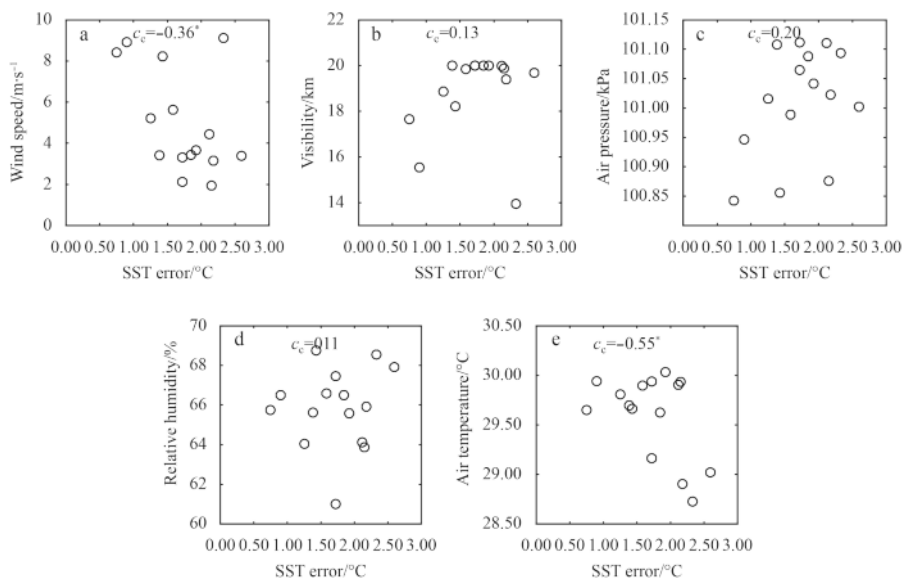 a
c_c=−0.36*
10
8
6
4
2
0
Wind speed/m·s⁻¹
0.00 0.50 1.00 1.50 2.00 2.50 3.00
SST error/°C
b
c_c=0.13
22
20
18
16
14
Visibility/km
0.00 0.50 1.00 1.50 2.00 2.50 3.00
SST error/°C
c
c_c=0.20
101.15
101.10
101.05
101.00
100.95
100.90
100.85
Air pressure/kPa
0.00 0.50 1.00 1.50 2.00 2.50 3.00
SST error/°C
d
c_c=011
70
68
66
64
62
60
Relative humidity/%
0.00 0.50 1.00 1.50 2.00 2.50 3.00
SST error/°C
e
c_c=−0.55*
30.00
29.50
29.00
28.50
Air temperature/°C
0.00 0.50 1.00 1.50 2.00 2.50 3.00
SST error/°C